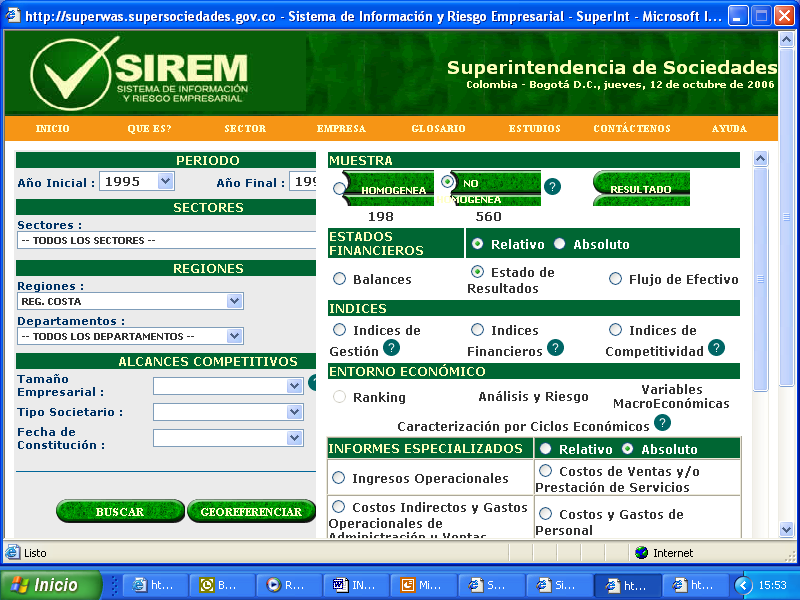 http://superwas.supersociedades.gov.co - Sistema de Información y Riesgo Empresarial - SuperInt - Microsoft I...
SIREM
SISTEMA DE INFORMACIÓN
Y RIESGO EMPRESARIAL
Superintendencia de Sociedades
Colombia - Bogotá D.C., jueves, 12 de octubre de 2006
INICIO QUE ES? SECTOR EMPRESA GLOSARIO ESTUDIOS CONTÁCTENOS AYUDA
PERIODO
Año Inicial : 1995 Año Final : 199
SECTORES
Sectores :
-- TODOS LOS SECTORES --
REGIONES
Regiones :
REG. COSTA
Departamentos :
-- TODOS LOS DEPARTAMENTOS --
ALCANCES COMPETITIVOS
Tamaño
Empresarial : ?
Tipo Societario :
Fecha de
Constitución :
BUSCAR GEOREFERENCIAR
MUESTRA
HOMOGENEA NO
HOMOGENEA ? RESULTADO
198 560
ESTADOS
FINANCIEROS Relativo Absoluto
Balances Estado de
Resultados Flujo de Efectivo
INDICES
Indices de
Gestión ? Indices
Financieros ? Indices de
Competitividad ?
ENTORNO ECONÓMICO
Ranking Análisis y Riesgo Variables
MacroEconómicas
Caracterización por Ciclos Económicos ?
INFORMES ESPECIALIZADOS Relativo Absoluto
Ingresos Operacionales Costos de Ventas y/o
Prestación de Servicios
Costos Indirectos y Gastos
Operacionales de
Administración y Ventas Costos y Gastos de
Personal
Listo Internet
Inicio ht... B... R... IN... Mi... S... Si... ht... ht... 15:53